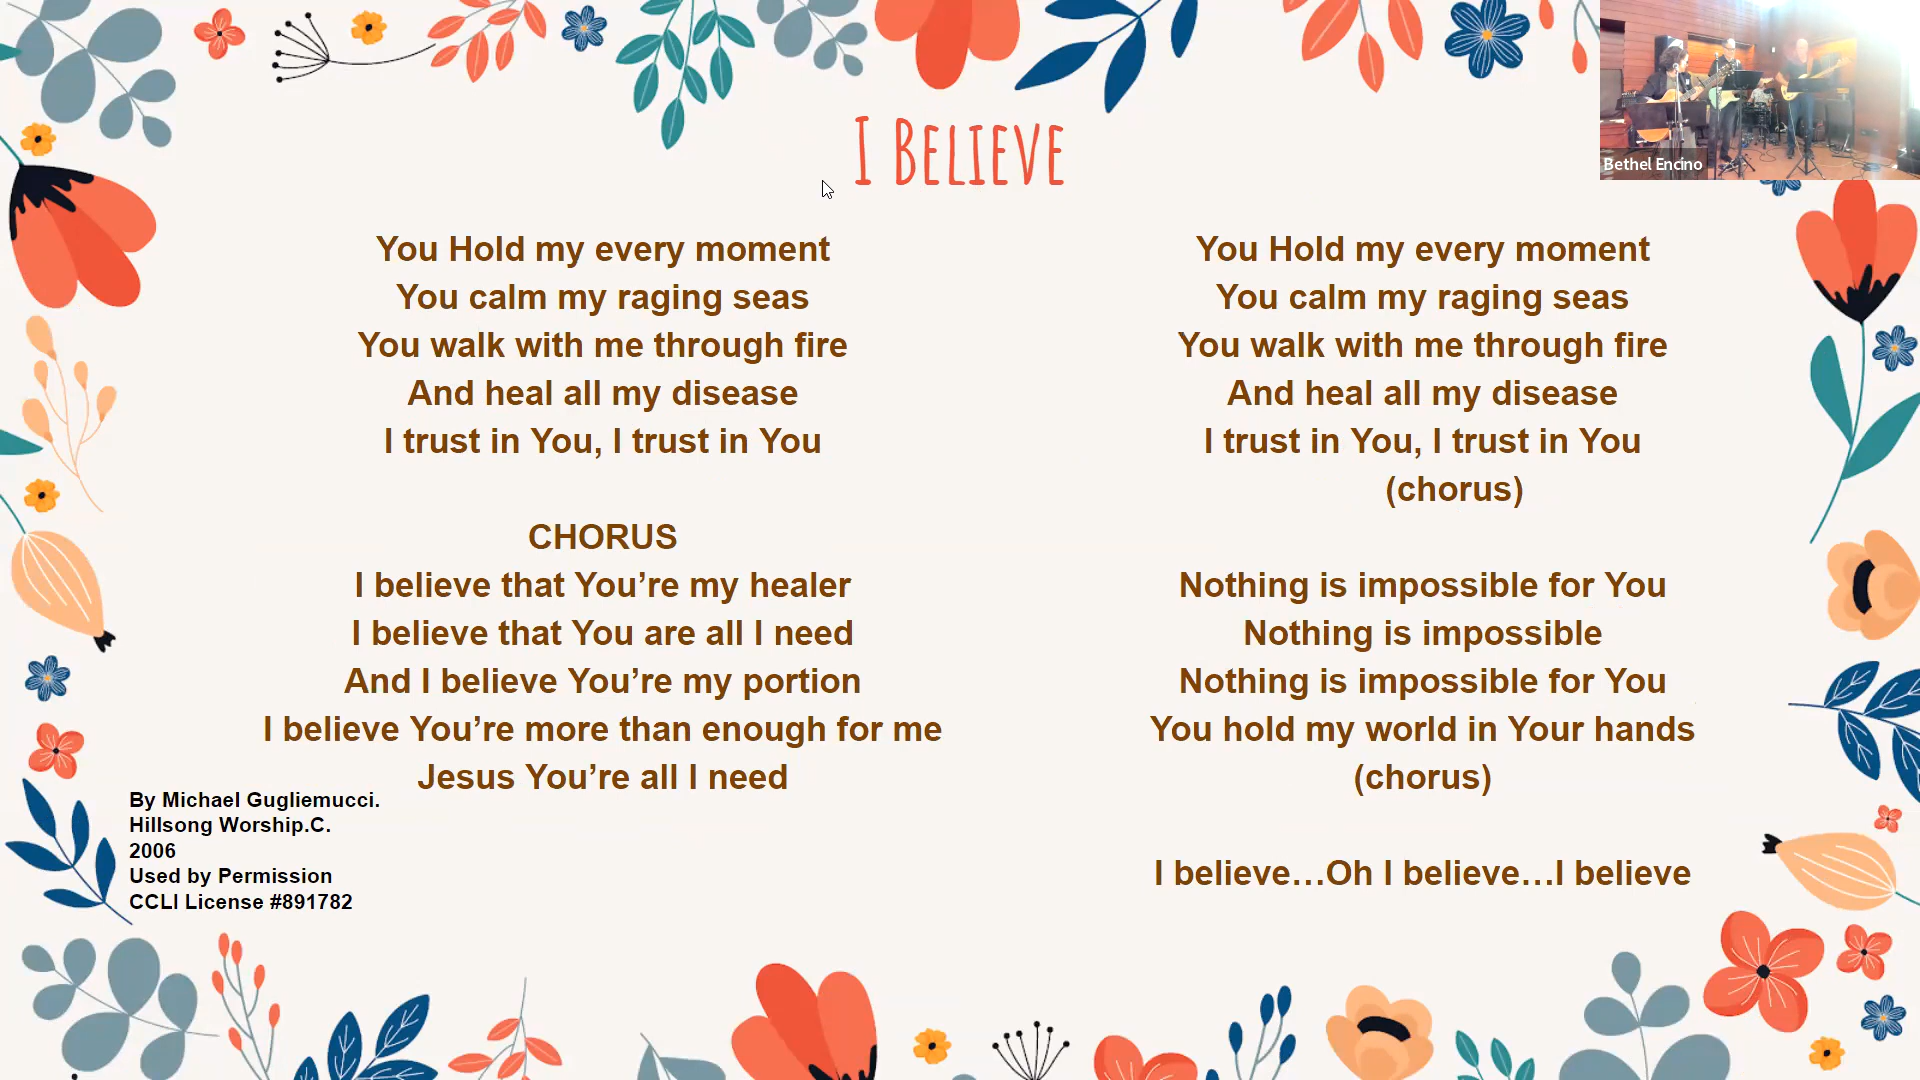 I Believe
Bethel Encino
You Hold my every moment
You calm my raging seas
You walk with me through fire
And heal all my disease
I trust in You, I trust in You
CHORUS
I believe that You’re my healer
I believe that You are all I need
And I believe You’re my portion
I believe You’re more than enough for me
Jesus You’re all I need
By Michael Gugliemucci.
Hillsong Worship.C.
2006
Used by Permission
CCLI License #891782
You Hold my every moment
You calm my raging seas
You walk with me through fire
And heal all my disease
I trust in You, I trust in You
(chorus)
Nothing is impossible for You
Nothing is impossible
Nothing is impossible for You
You hold my world in Your hands
(chorus)
I believe…Oh I believe…I believe